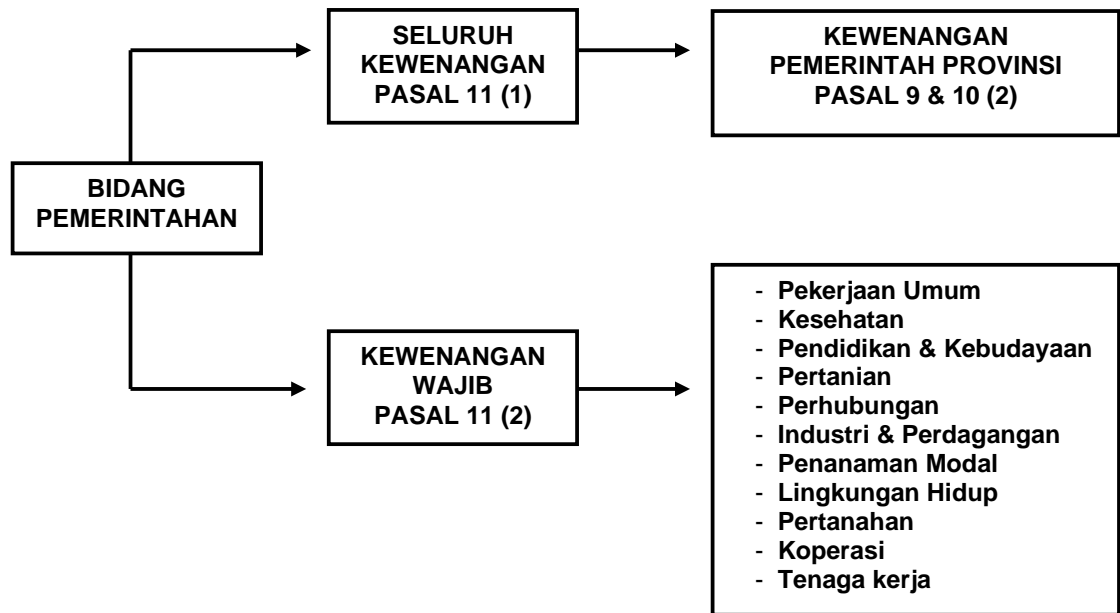 BIDANG
PEMERINTAHAN
SELURUH
KEWENANGAN
PASAL 11 (1)
KEWENANGAN
PEMERINTAH PROVINSI
PASAL 9 & 10 (2)
KEWENANGAN
WAJIB
PASAL 11 (2)
- Pekerjaan Umum
- Kesehatan
- Pendidikan & Kebudayaan
- Pertanian
- Perhubungan
- Industri & Perdagangan
- Penanaman Modal
- Lingkungan Hidup
- Pertanahan
- Koperasi
- Tenaga kerja